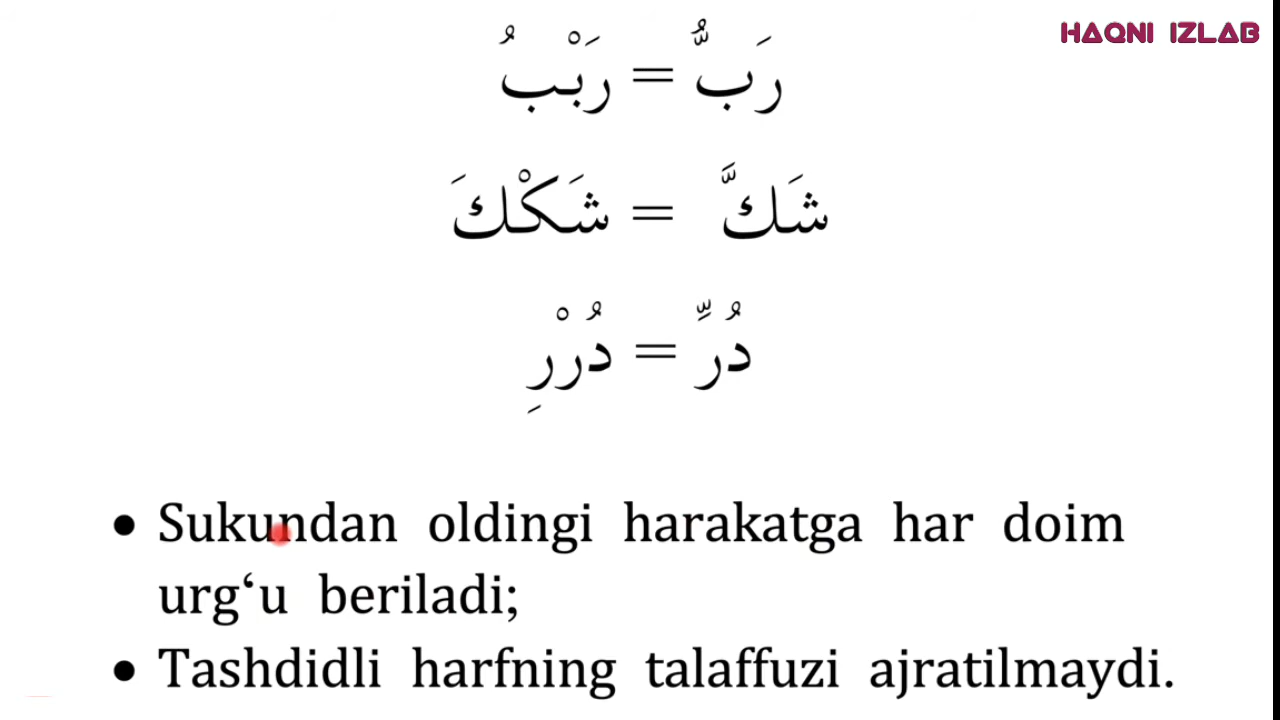 HAQNI IZLAB
رَبُّ = رَبْبُ
شَكَّ = شَكْكَ
دُرِّ = دُرْرِ
• Sukundan oldingi harakatga har doim
urg‘u beriladi;
• Tashdidli harfning talaffuzi ajratilmaydi.